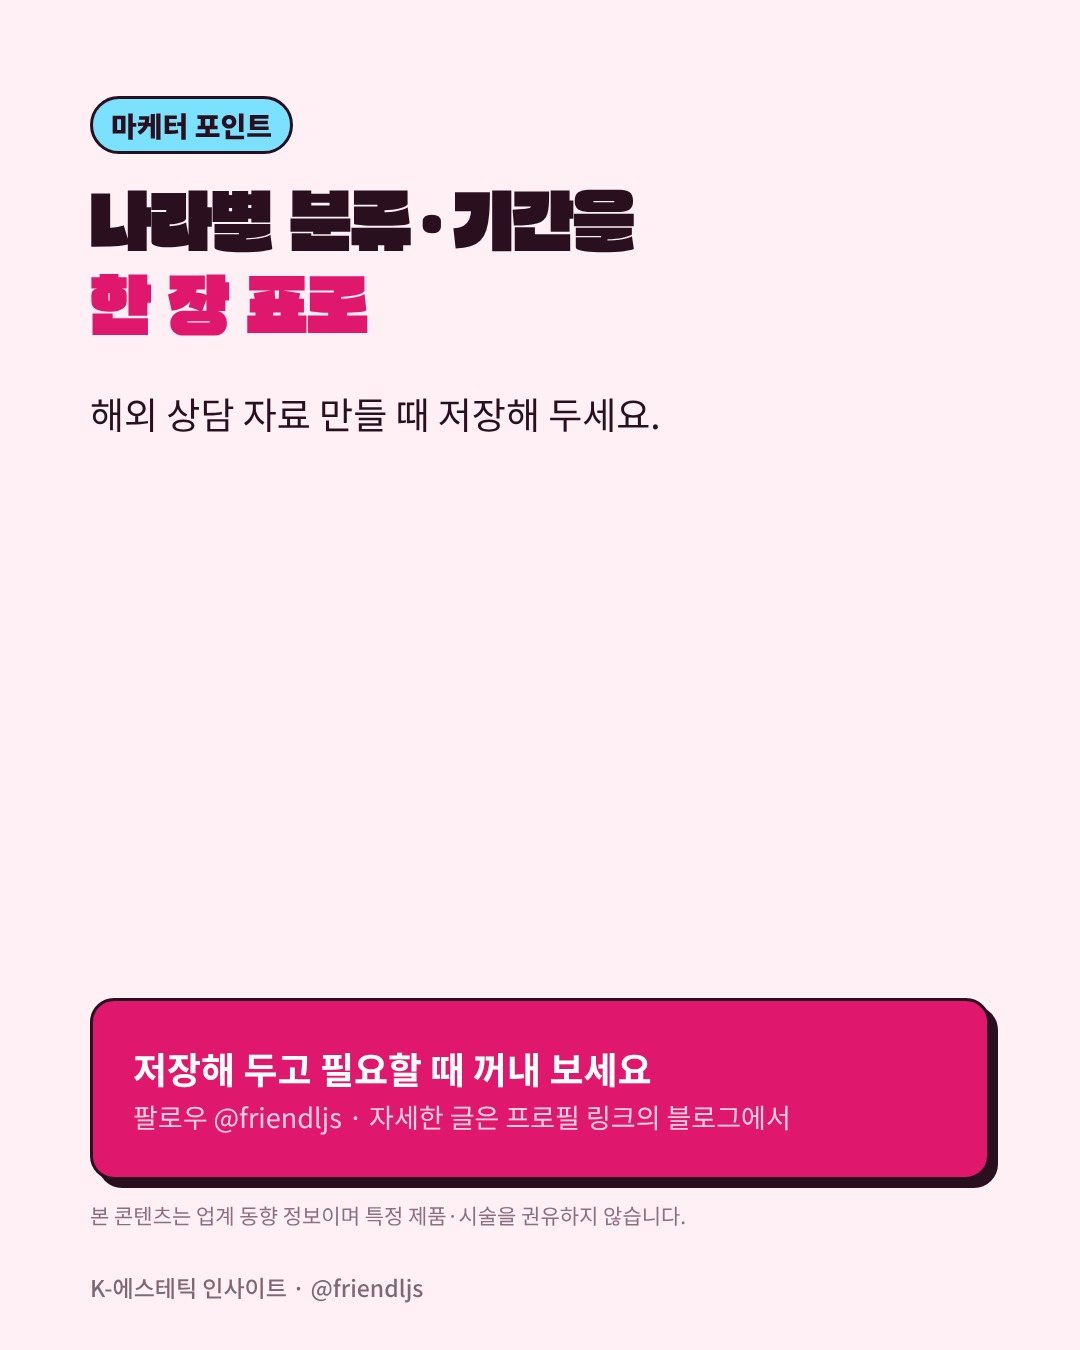 마케터 포인트
나라별 분류·기간을
한 장 표로
해외 상담 자료 만들 때 저장해 두세요.
저장해 두고 필요할 때 꺼내 보세요
팔로우 @friendljs · 자세한 글은 프로필 링크의 블로그에서
본 콘텐츠는 업계 동향 정보이며 특정 제품·시술을 권유하지 않습니다.
K-에스테틱 인사이트 · @friendljs